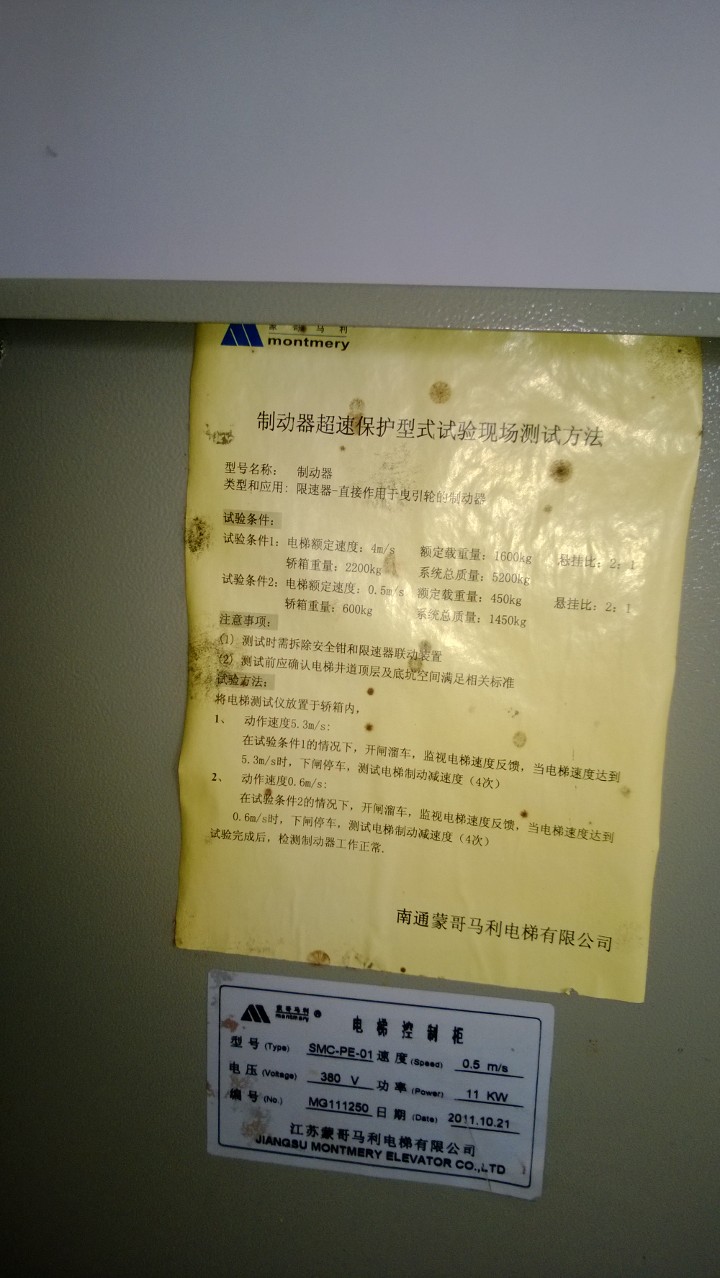 蒙哥马利
montmery
制动器超速保护型式试验现场测试方法
型号名称： 制动器
类型和应用：限速器-直接作用于曳引轮的制动器
试验条件：
试验条件1：电梯额定速度：4m/s 额定载重量：1600kg 悬挂比：2：1
轿箱重量：2200kg 系统总质量：5200kg
试验条件2：电梯额定速度：0.5m/s 额定载重量：450kg 悬挂比：2：1
轿箱重量：600kg 系统总质量：1450kg
注意事项：
(1) 测试时需拆除安全钳和限速器联动装置
(2) 测试前应确认电梯井道顶层及底坑空间满足相关标准
试验方法：
将电梯测试仪放置于轿箱内，
1、 动作速度5.3m/s:
在试验条件1的情况下，开闸溜车，监视电梯速度反馈，当电梯速度达到
5.3m/s时，下闸停车，测试电梯制动减速度（4次）
2、 动作速度0.6m/s:
在试验条件2的情况下，开闸溜车，监视电梯速度反馈，当电梯速度达到
0.6m/s时，下闸停车，测试电梯制动减速度（4次）
试验完成后，检测制动器工作正常.
南通蒙哥马利电梯有限公司
蒙哥马利
montmery ®
电梯控制柜
型号 (Type) SMC-PE-01 速度 (Speed) 0.5 m/s
电压 (Voltage) 380 V 功率 (Power) 11 KW
编号 (No.) MG111250 日期 (Date) 2011.10.21
江苏蒙哥马利电梯有限公司
JIANGSU MONTMERY ELEVATOR CO.,LTD